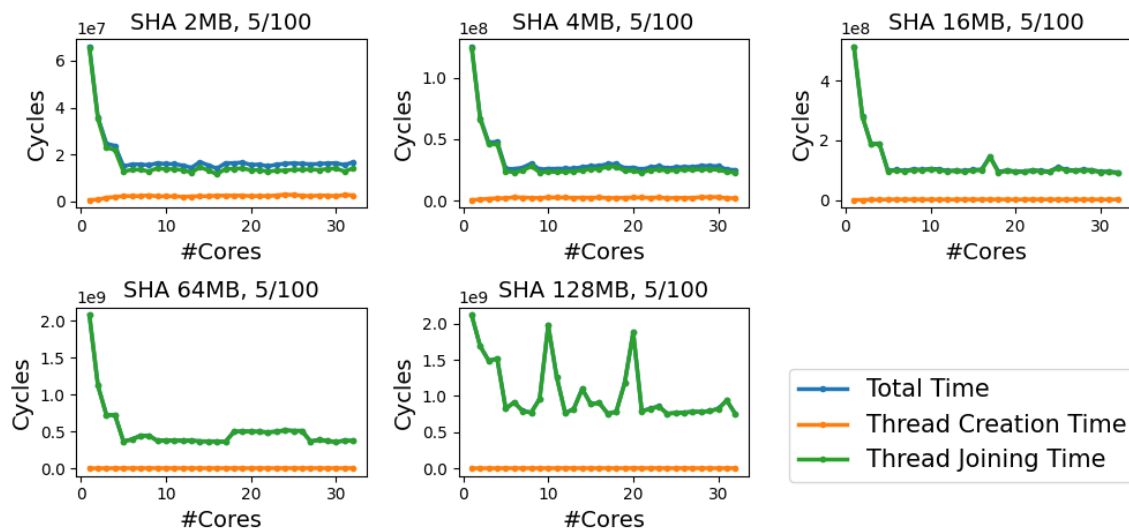 SHA 2MB, 5/100
1e7
Cycles
6
4
2
0
0 10 20 30
#Cores
SHA 4MB, 5/100
1e8
Cycles
1.0
0.5
0.0
0 10 20 30
#Cores
SHA 16MB, 5/100
1e8
Cycles
4
2
0
0 10 20 30
#Cores
SHA 64MB, 5/100
1e9
Cycles
2.0
1.5
1.0
0.5
0.0
0 10 20 30
#Cores
SHA 128MB, 5/100
1e9
Cycles
2.0
1.5
1.0
0.5
0.0
0 10 20 30
#Cores
Total Time
Thread Creation Time
Thread Joining Time